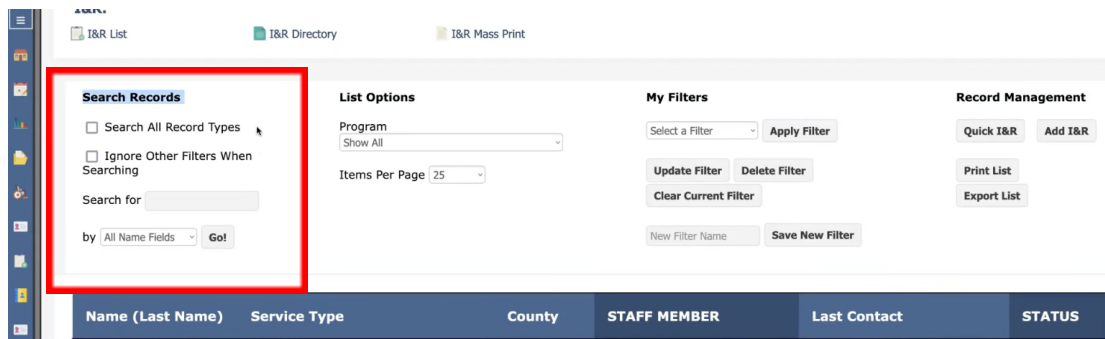 I&R:
I&R List
I&R Directory
I&R Mass Print
Search Records
Search All Record Types
Ignore Other Filters When
Searching
Search for
by All Name Fields Go!
List Options
Program
Show All
Items Per Page 25
My Filters
Select a Filter Apply Filter
Update Filter Delete Filter
Clear Current Filter
New Filter Name Save New Filter
Record Management
Quick I&R Add I&R
Print List
Export List
Name (Last Name) Service Type County STAFF MEMBER Last Contact STATUS